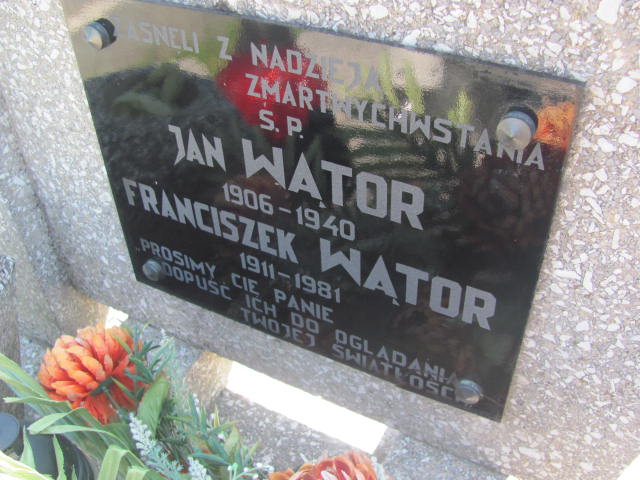 ZASNELI Z NADZIEJĄ
ZMARTWYCHWSTANIA
Ś.P.
JAN WĄTOR
1906-1940
FRANCISZEK WĄTOR
1911-1981
„PROSIMY CIĘ PANIE
DOPUŚĆ ICH DO OGLĄDANIA
TWOJEJ ŚWIATŁOŚCI